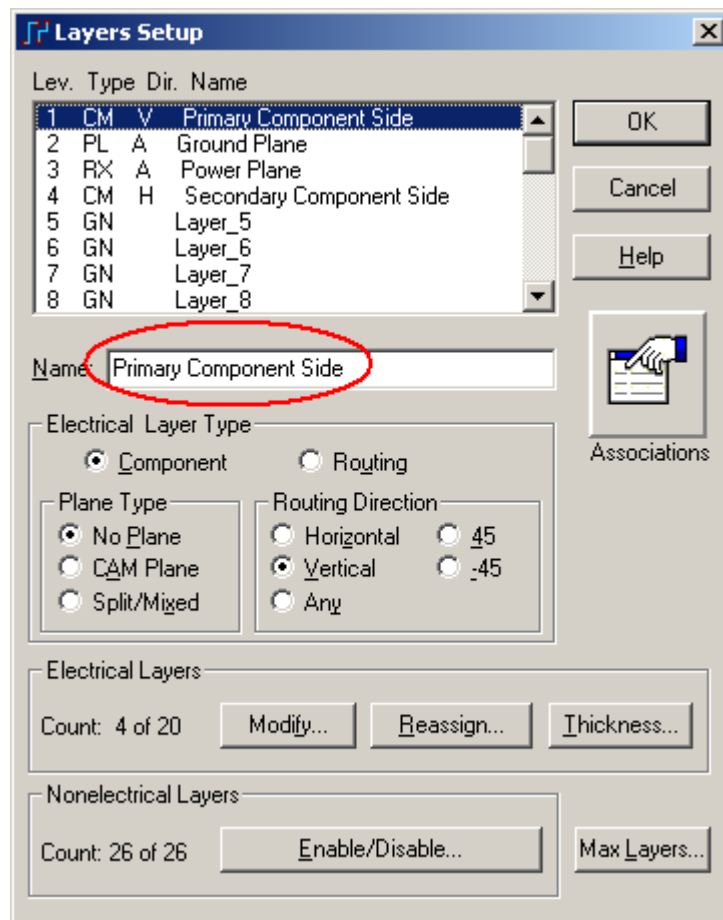 Layers Setup
Lev. Type Dir. Name
1 CM V Primary Component Side
2 PL A Ground Plane
3 RX A Power Plane
4 CM H Secondary Component Side
5 GN Layer_5
6 GN Layer_6
7 GN Layer_7
8 GN Layer_8
OK
Cancel
Help
Name: Primary Component Side
Associations
Electrical Layer Type
Component Routing
Plane Type
No Plane
CAM Plane
Split/Mixed
Routing Direction
Horizontal 45
Vertical -45
Any
Electrical Layers
Count: 4 of 20 Modify... Reassign... Thickness...
Nonelectrical Layers
Count: 26 of 26 Enable/Disable... Max Layers...